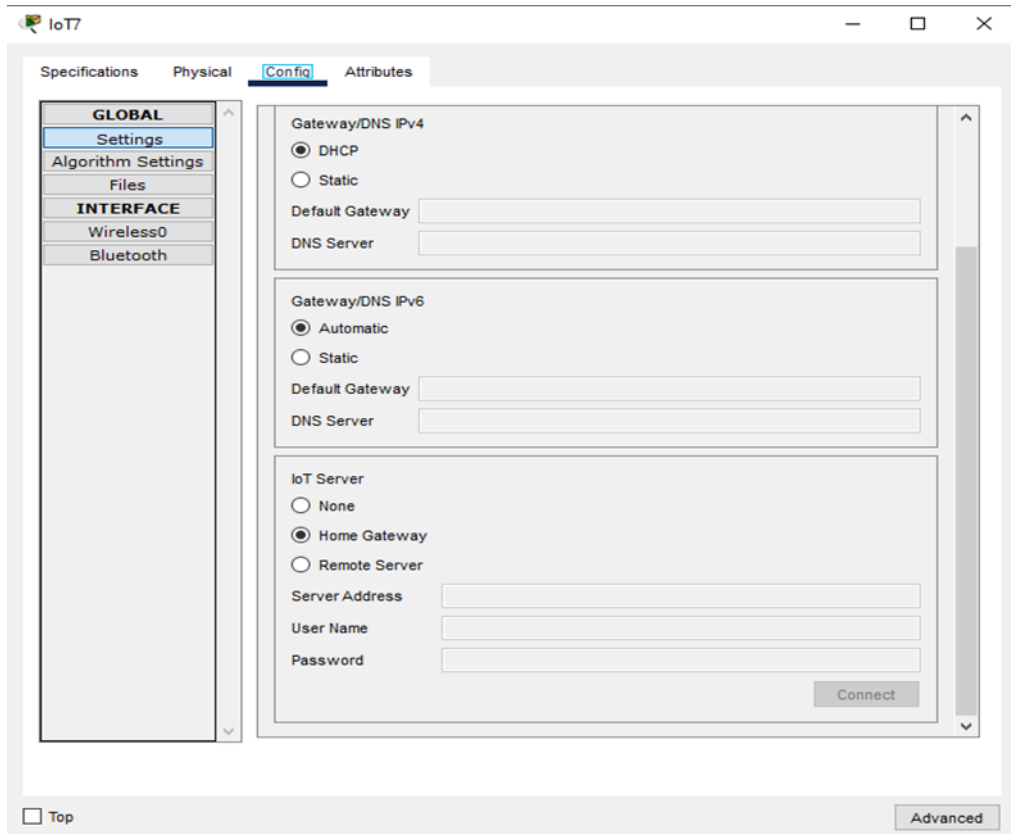 IoT7
Specifications Physical Config Attributes
GLOBAL
Settings
Algorithm Settings
Files
INTERFACE
Wireless0
Bluetooth
Gateway/DNS IPv4
DHCP
Static
Default Gateway
DNS Server
Gateway/DNS IPv6
Automatic
Static
Default Gateway
DNS Server
IoT Server
None
Home Gateway
Remote Server
Server Address
User Name
Password
Connect
Top
Advanced